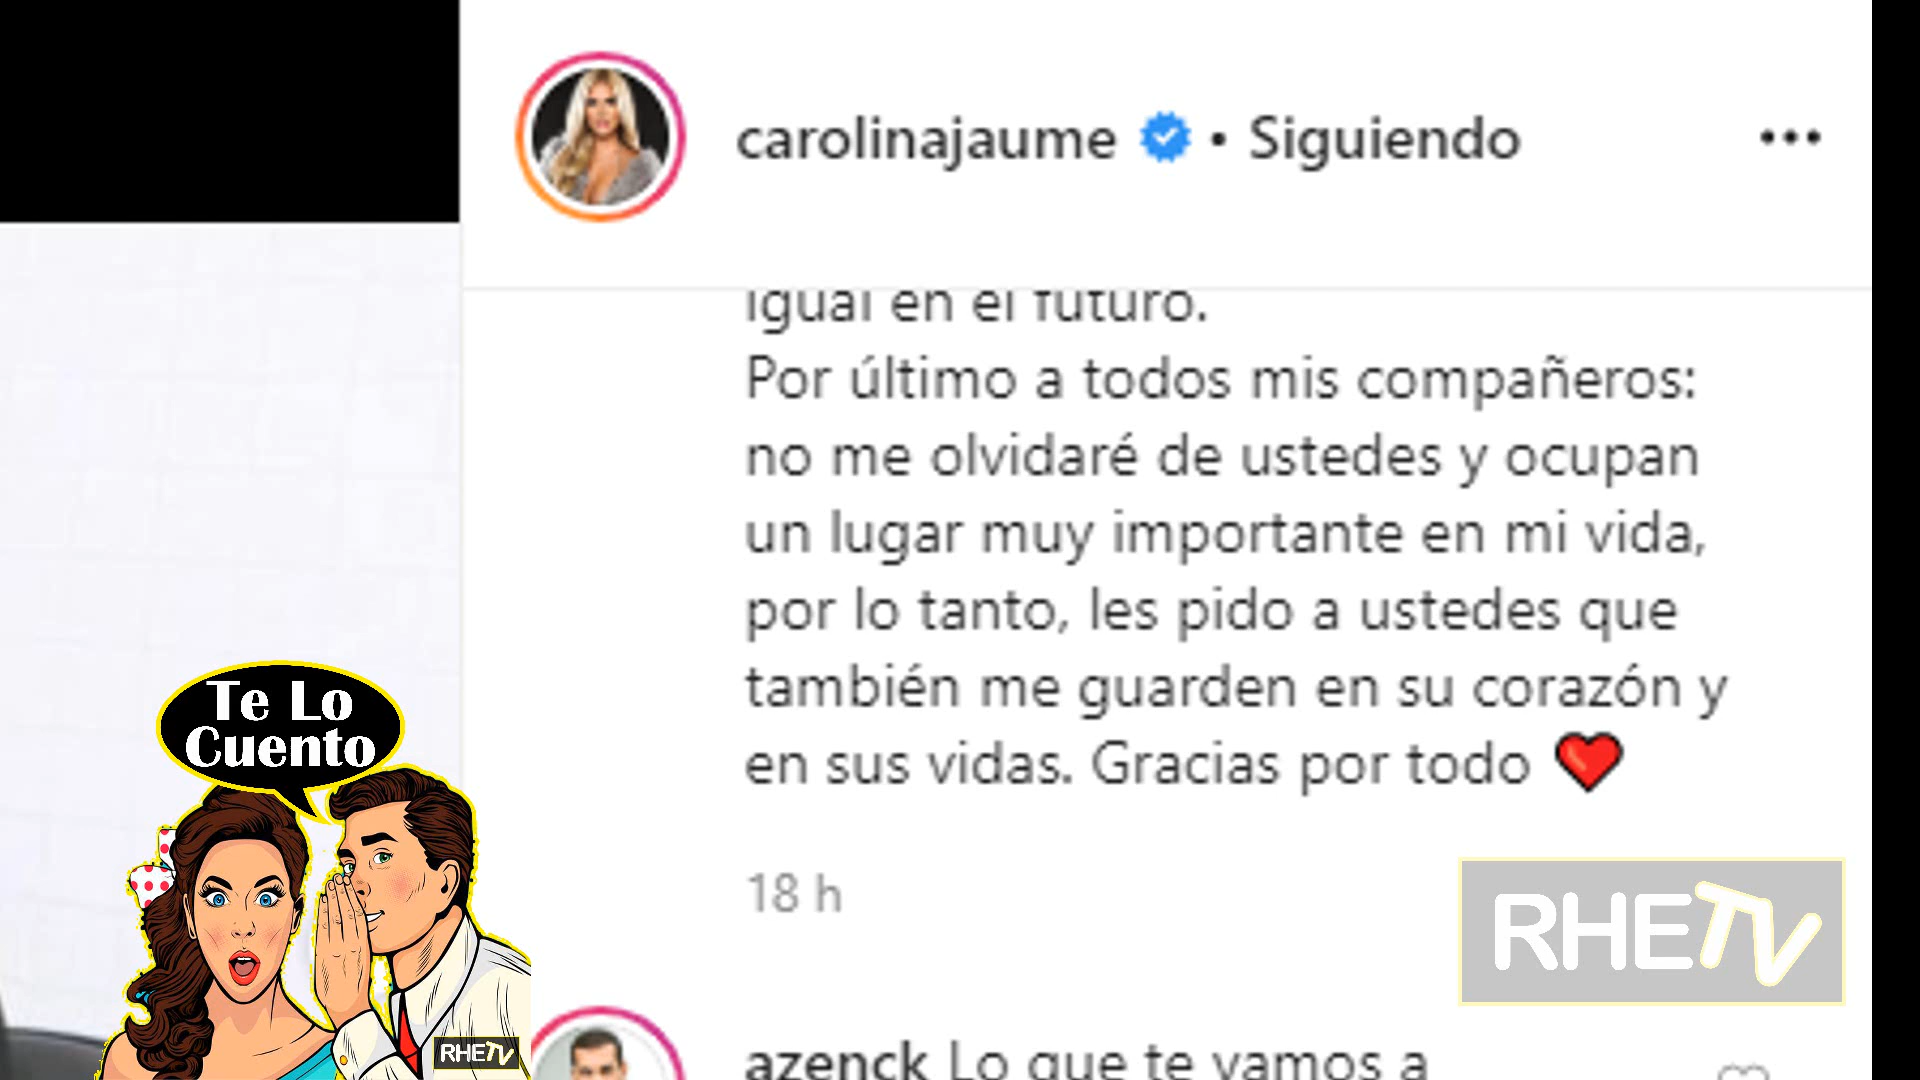 carolinajaume • Siguiendo
igual en el futuro.
Por último a todos mis compañeros:
no me olvidaré de ustedes y ocupan
un lugar muy importante en mi vida,
por lo tanto, les pido a ustedes que
también me guarden en su corazón y
en sus vidas. Gracias por todo ❤️
18 h
azenck Lo que te vamos a
Te Lo
Cuento
RHETV
RHETV